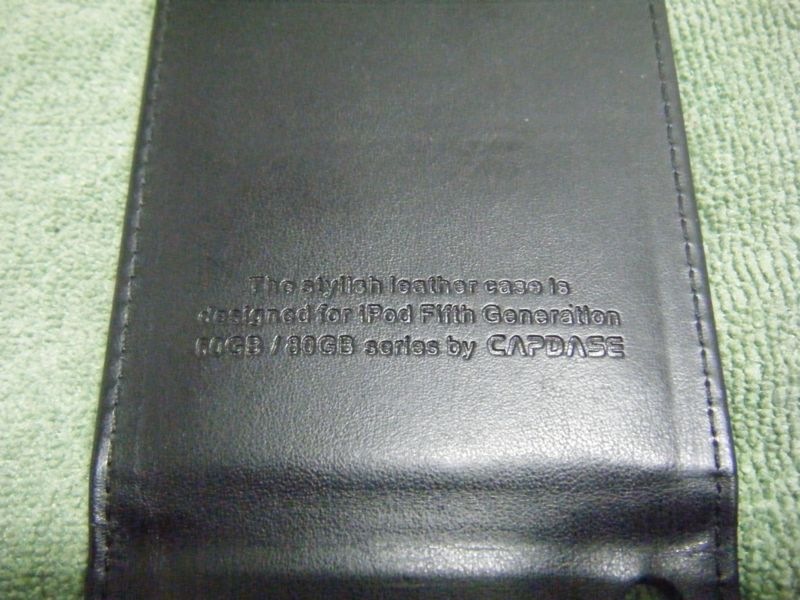 The stylish leather case is
designed for iPod Fifth Generation
60GB / 80GB series by CAPDASE